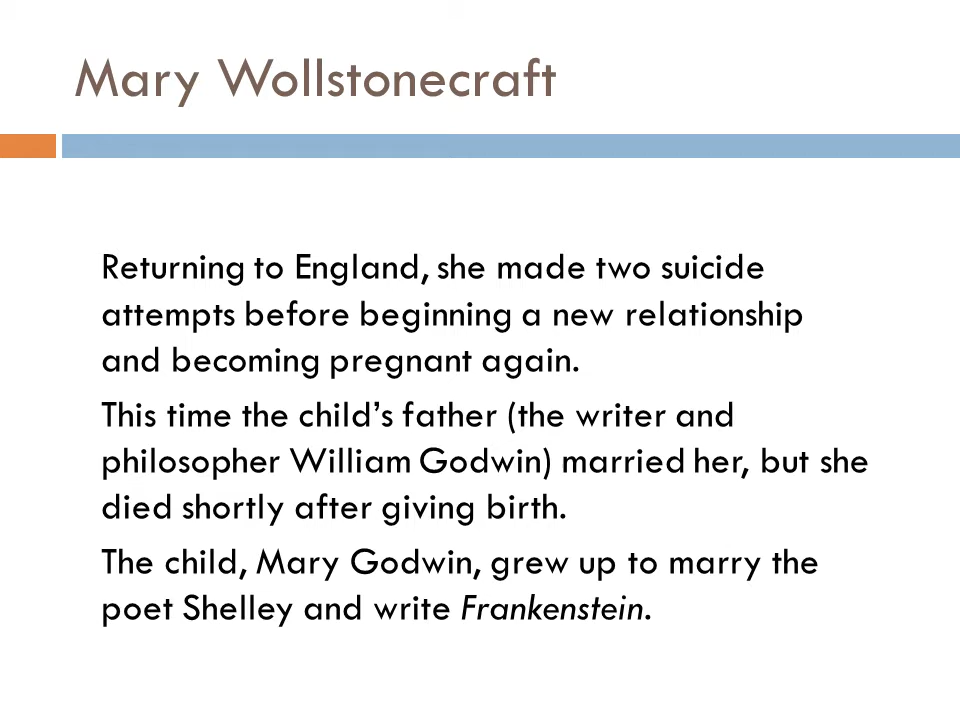 Mary Wollstonecraft
Returning to England, she made two suicide
attempts before beginning a new relationship
and becoming pregnant again.
This time the child’s father (the writer and
philosopher William Godwin) married her, but she
died shortly after giving birth.
The child, Mary Godwin, grew up to marry the
poet Shelley and write Frankenstein.